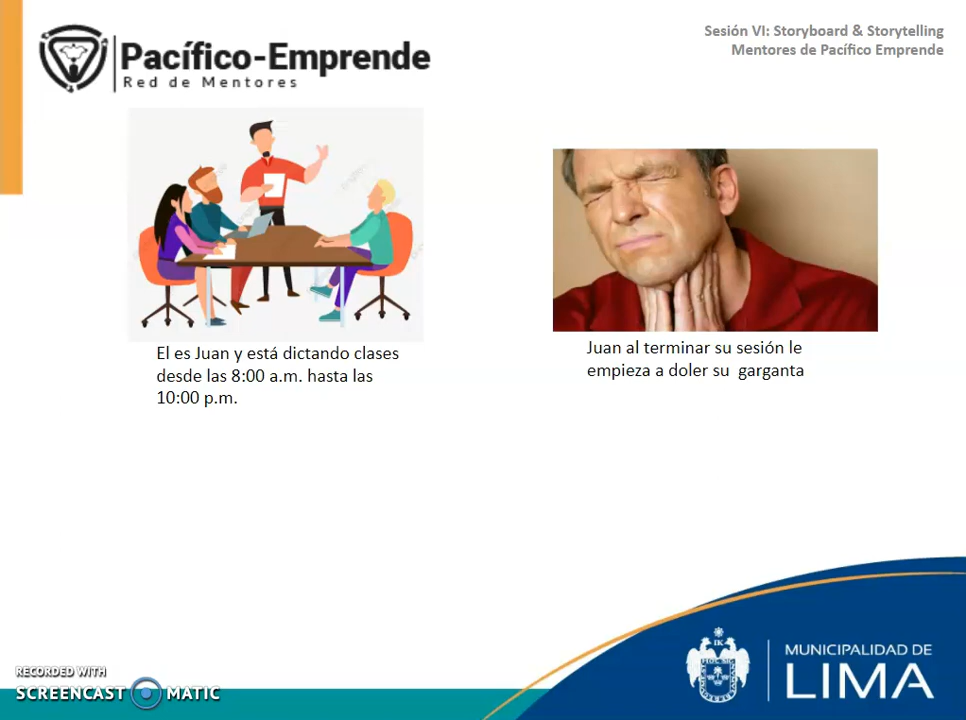 Pacífico-Emprende
Red de Mentores
Sesión VI: Storyboard & Storytelling
Mentores de Pacífico Emprende
El es Juan y está dictando clases
desde las 8:00 a.m. hasta las
10:00 p.m.
Juan al terminar su sesión le
empieza a doler su  garganta
RECORDED WITH
SCREENCAST MATIC
MUNICIPALIDAD DE
LIMA